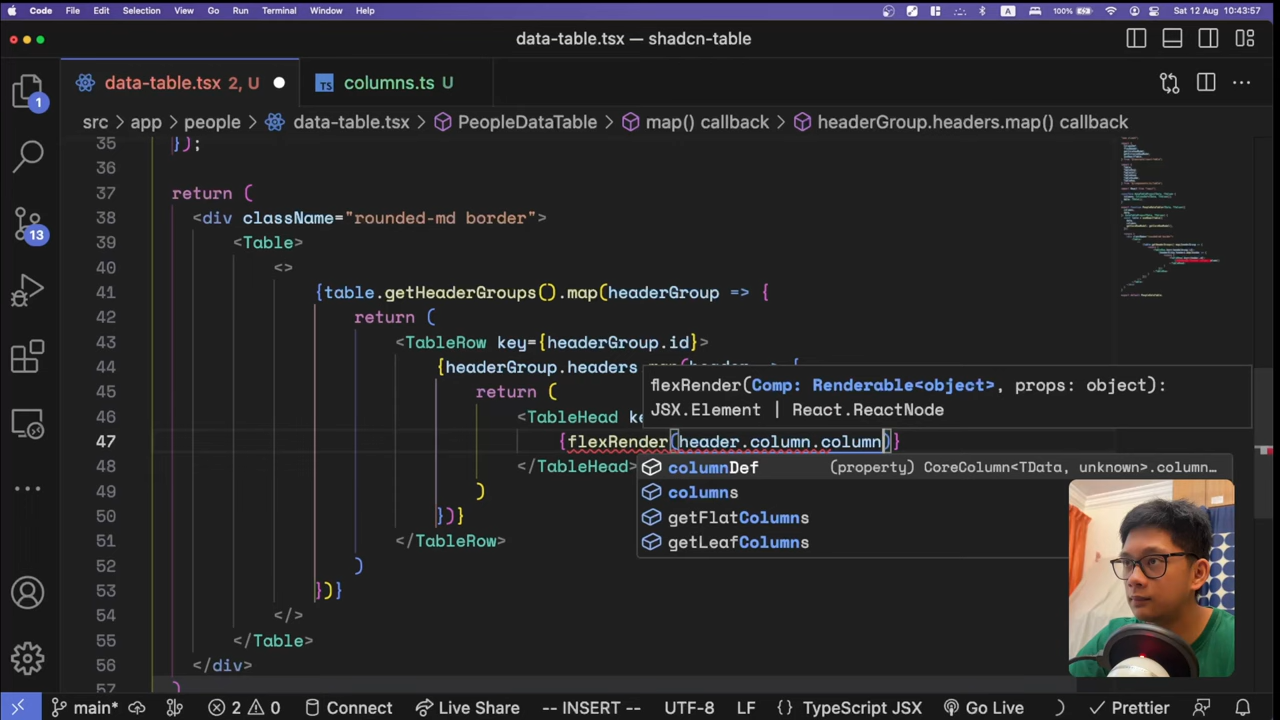 Code File Edit Selection View Go Run Terminal Window Help A 100% Sat 12 Aug 10:43:57
data-table.tsx — shadcn-table
data-table.tsx 2, U
TS columns.ts U
src > app > people > data-table.tsx > PeopleDataTable > map() callback > headerGroup.headers.map() callback
1
13
35 });
36
37 return (
38 <div className="rounded-md border">
39 <Table>
40 <>
41 {table.getHeaderGroups().map(headerGroup => {
42 return (
43 <TableRow key={headerGroup.id}>
44 {headerGroup.headers
45 return (
46 <TableHead k
47 {flexRender(header.column.column)}
48 </TableHead>
49 )
50 })}
51 </TableRow>
52 )
53 })}
54 </>
55 </Table>
56 </div>
57 )
flexRender(Comp: Renderable<object>, props: object):
JSX.Element | React.ReactNode
columnDef (property) CoreColumn<TData, unknown>.column…
columns
getFlatColumns
getLeafColumns
main* 2 0 Connect Live Share -- INSERT -- UTF-8 LF {} TypeScript JSX Go Live Prettier